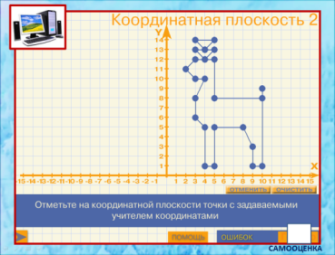 Координатная плоскость 2
Y
14
13
12
11
10
9
8
7
6
5
4
3
2
1
X
-15-14-13-12-11-10-9 -8 -7 -6 -5 -4 -3 -2 -1 1 2 3 4 5 6 7 8 9 10 11 12 13 14 15
Отметьте на координатной плоскости точки с задаваемыми
учителем координатами
ПОМОЩЬ
ОШИБОК
САМООЦЕНКА